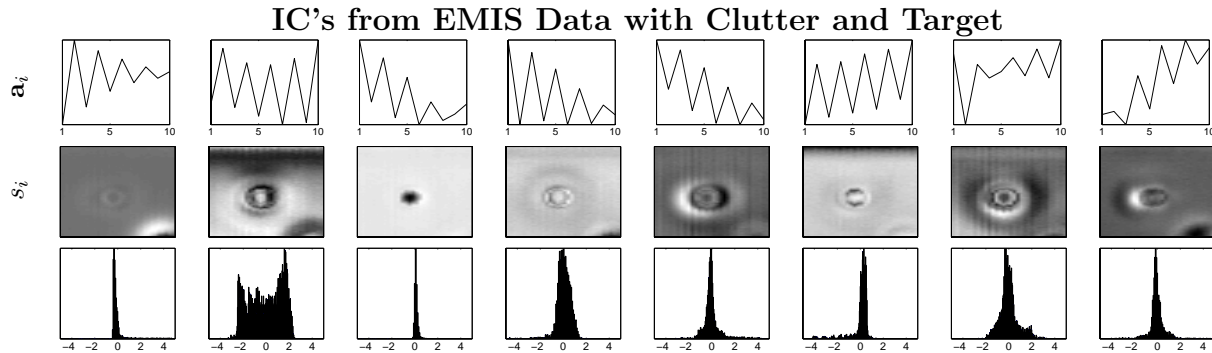 IC's from EMIS Data with Clutter and Target
a_i
1 5 10 1 5 10 1 5 10 1 5 10 1 5 10 1 5 10 1 5 10 1 5 10
s_i
−4 −2 0 2 4 −4 −2 0 2 4 −4 −2 0 2 4 −4 −2 0 2 4 −4 −2 0 2 4 −4 −2 0 2 4 −4 −2 0 2 4 −4 −2 0 2 4